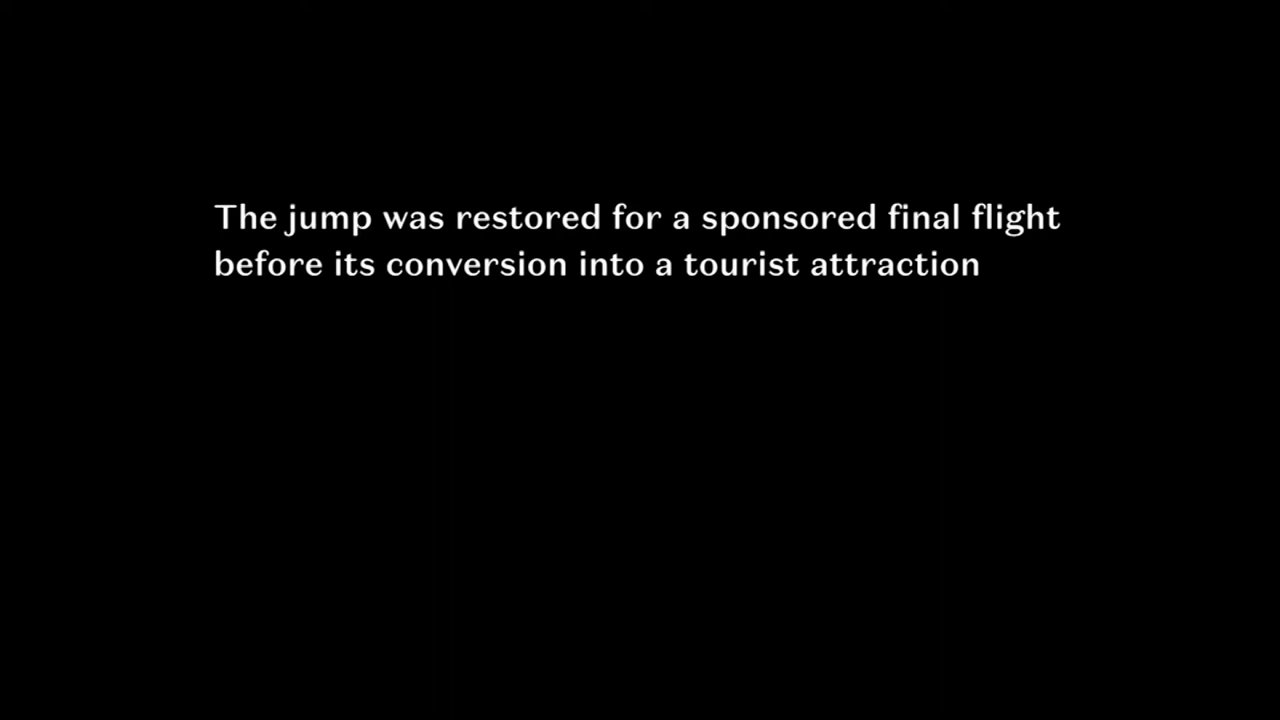 The jump was restored for a sponsored final flight
before its conversion into a tourist attraction